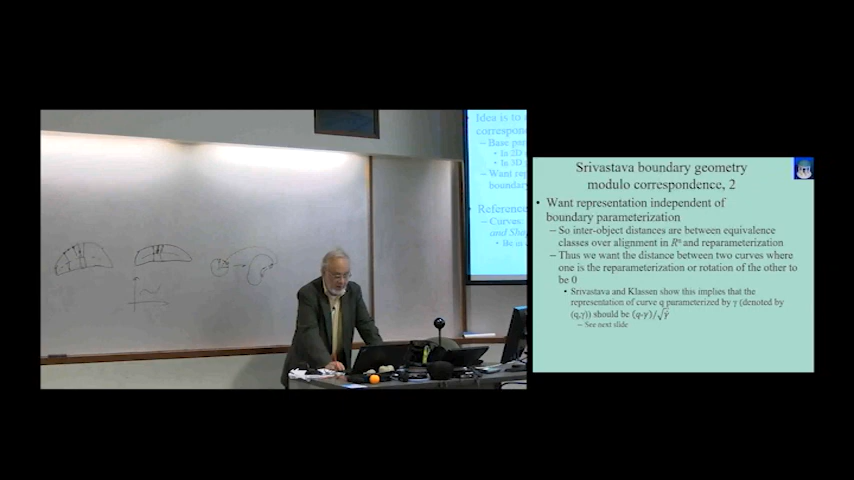 Idea is to
correspon
– Base par
• In 2D
• In 3D
– Want rep
boundary
Reference
– Curves
and Sha
• Be in
Srivastava boundary geometry
modulo correspondence, 2
• Want representation independent of
boundary parameterization
– So inter-object distances are between equivalence
classes over alignment in Rⁿ and reparameterization
– Thus we want the distance between two curves where
one is the reparameterization or rotation of the other to
be 0
• Srivastava and Klassen show this implies that the
representation of curve q parameterized by γ (denoted by
(q,γ)) should be (q∘γ)/√γ̇
– See next slide